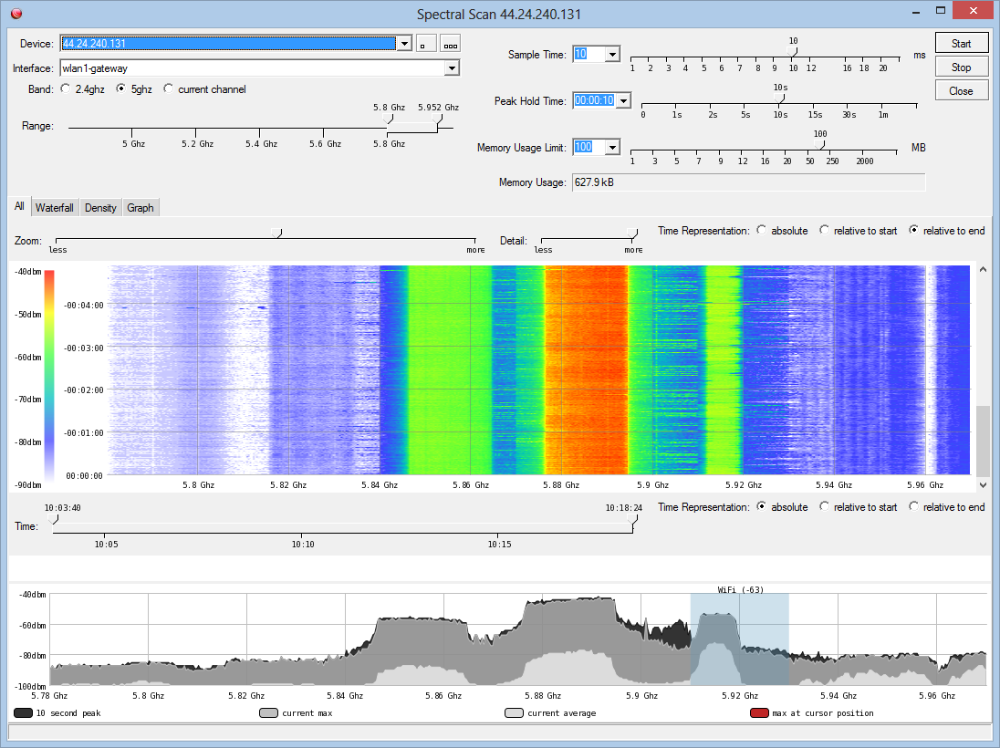 Spectral Scan 44.24.240.131
Device: 44.24.240.131
Interface: wlan1-gateway
Band: 2.4ghz 5ghz current channel
Range: 5.8 Ghz 5.952 Ghz
5 Ghz 5.2 Ghz 5.4 Ghz 5.6 Ghz 5.8 Ghz
Sample Time: 10 10 ms
1 2 3 4 5 6 7 8 9 10 12 16 18 20
Peak Hold Time: 00:00:10 10s
0 1s 2s 5s 10s 15s 30s 1m
Memory Usage Limit: 100 100 MB
1 3 5 7 9 12 16 20 50 250 2000
Memory Usage: 627.9 kB
Start
Stop
Close
All Waterfall Density Graph
Zoom: less more Detail: less more Time Representation: absolute relative to start relative to end
-40dbm
-50dbm
-60dbm
-70dbm
-80dbm
-90dbm
-00:04:00
-00:03:00
-00:02:00
-00:01:00
00:00:00
5.8 Ghz 5.82 Ghz 5.84 Ghz 5.86 Ghz 5.88 Ghz 5.9 Ghz 5.92 Ghz 5.94 Ghz 5.96 Ghz
10:03:40 10:18:24 Time Representation: absolute relative to start relative to end
Time:
10:05 10:10 10:15
WiFi (-63)
-40dbm
-60dbm
-80dbm
-100dbm
5.78 Ghz 5.8 Ghz 5.82 Ghz 5.84 Ghz 5.86 Ghz 5.88 Ghz 5.9 Ghz 5.92 Ghz 5.94 Ghz 5.96 Ghz
10 second peak current max current average max at cursor position